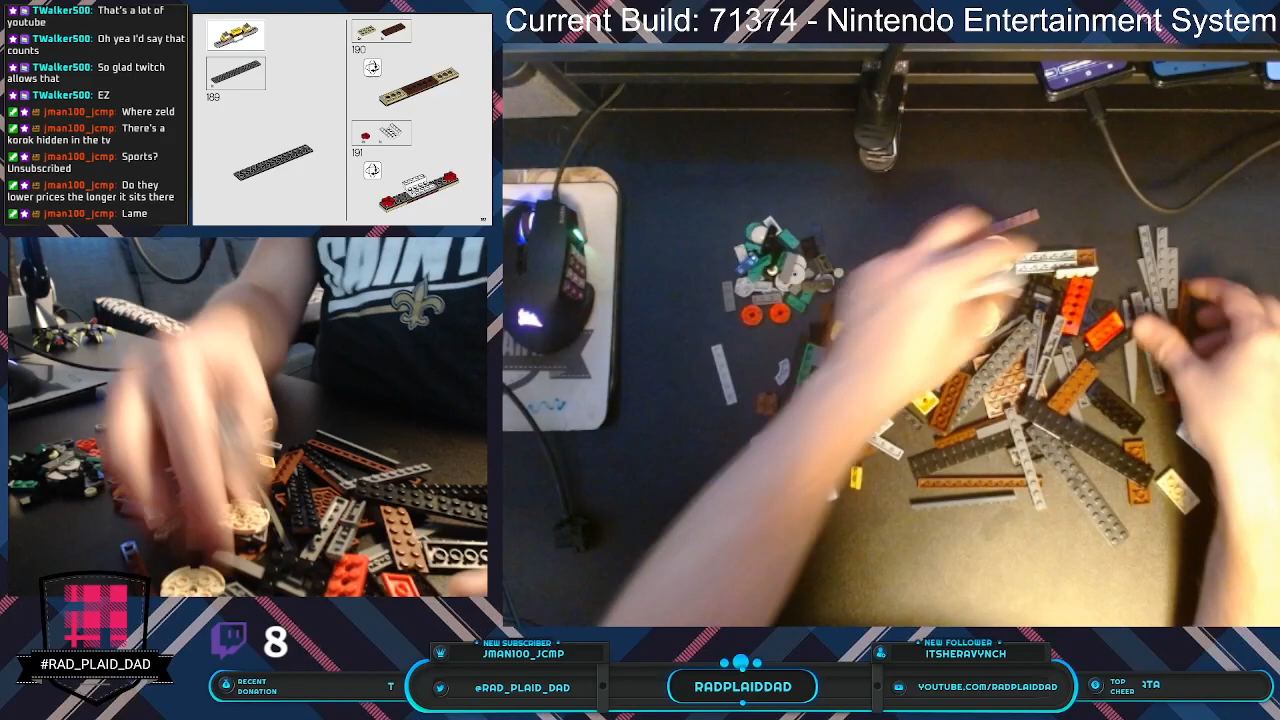 TWalker500: That's a lot of
youtube
TWalker500: Oh yea I'd say that
counts
TWalker500: So glad twitch
allows that
TWalker500: EZ
jman100_jcmp: Where zeld
jman100_jcmp: There's a
korok hidden in the tv
jman100_jcmp: Sports?
Unsubscribed
jman100_jcmp: Do they
lower prices the longer it sits there
jman100_jcmp: Lame
189
190
191
Current Build: 71374 - Nintendo Entertainment System
SAINT
#RAD_PLAID_DAD
8
RECENT
DONATION
T
NEW SUBSCRIBER
JMAN100_JCMP
@RAD_PLAID_DAD
RADPLAIDDAD
NEW FOLLOWER
ITSHERAVYNCH
YOUTUBE.COM/RADPLAIDDAD
TOP
CHEER